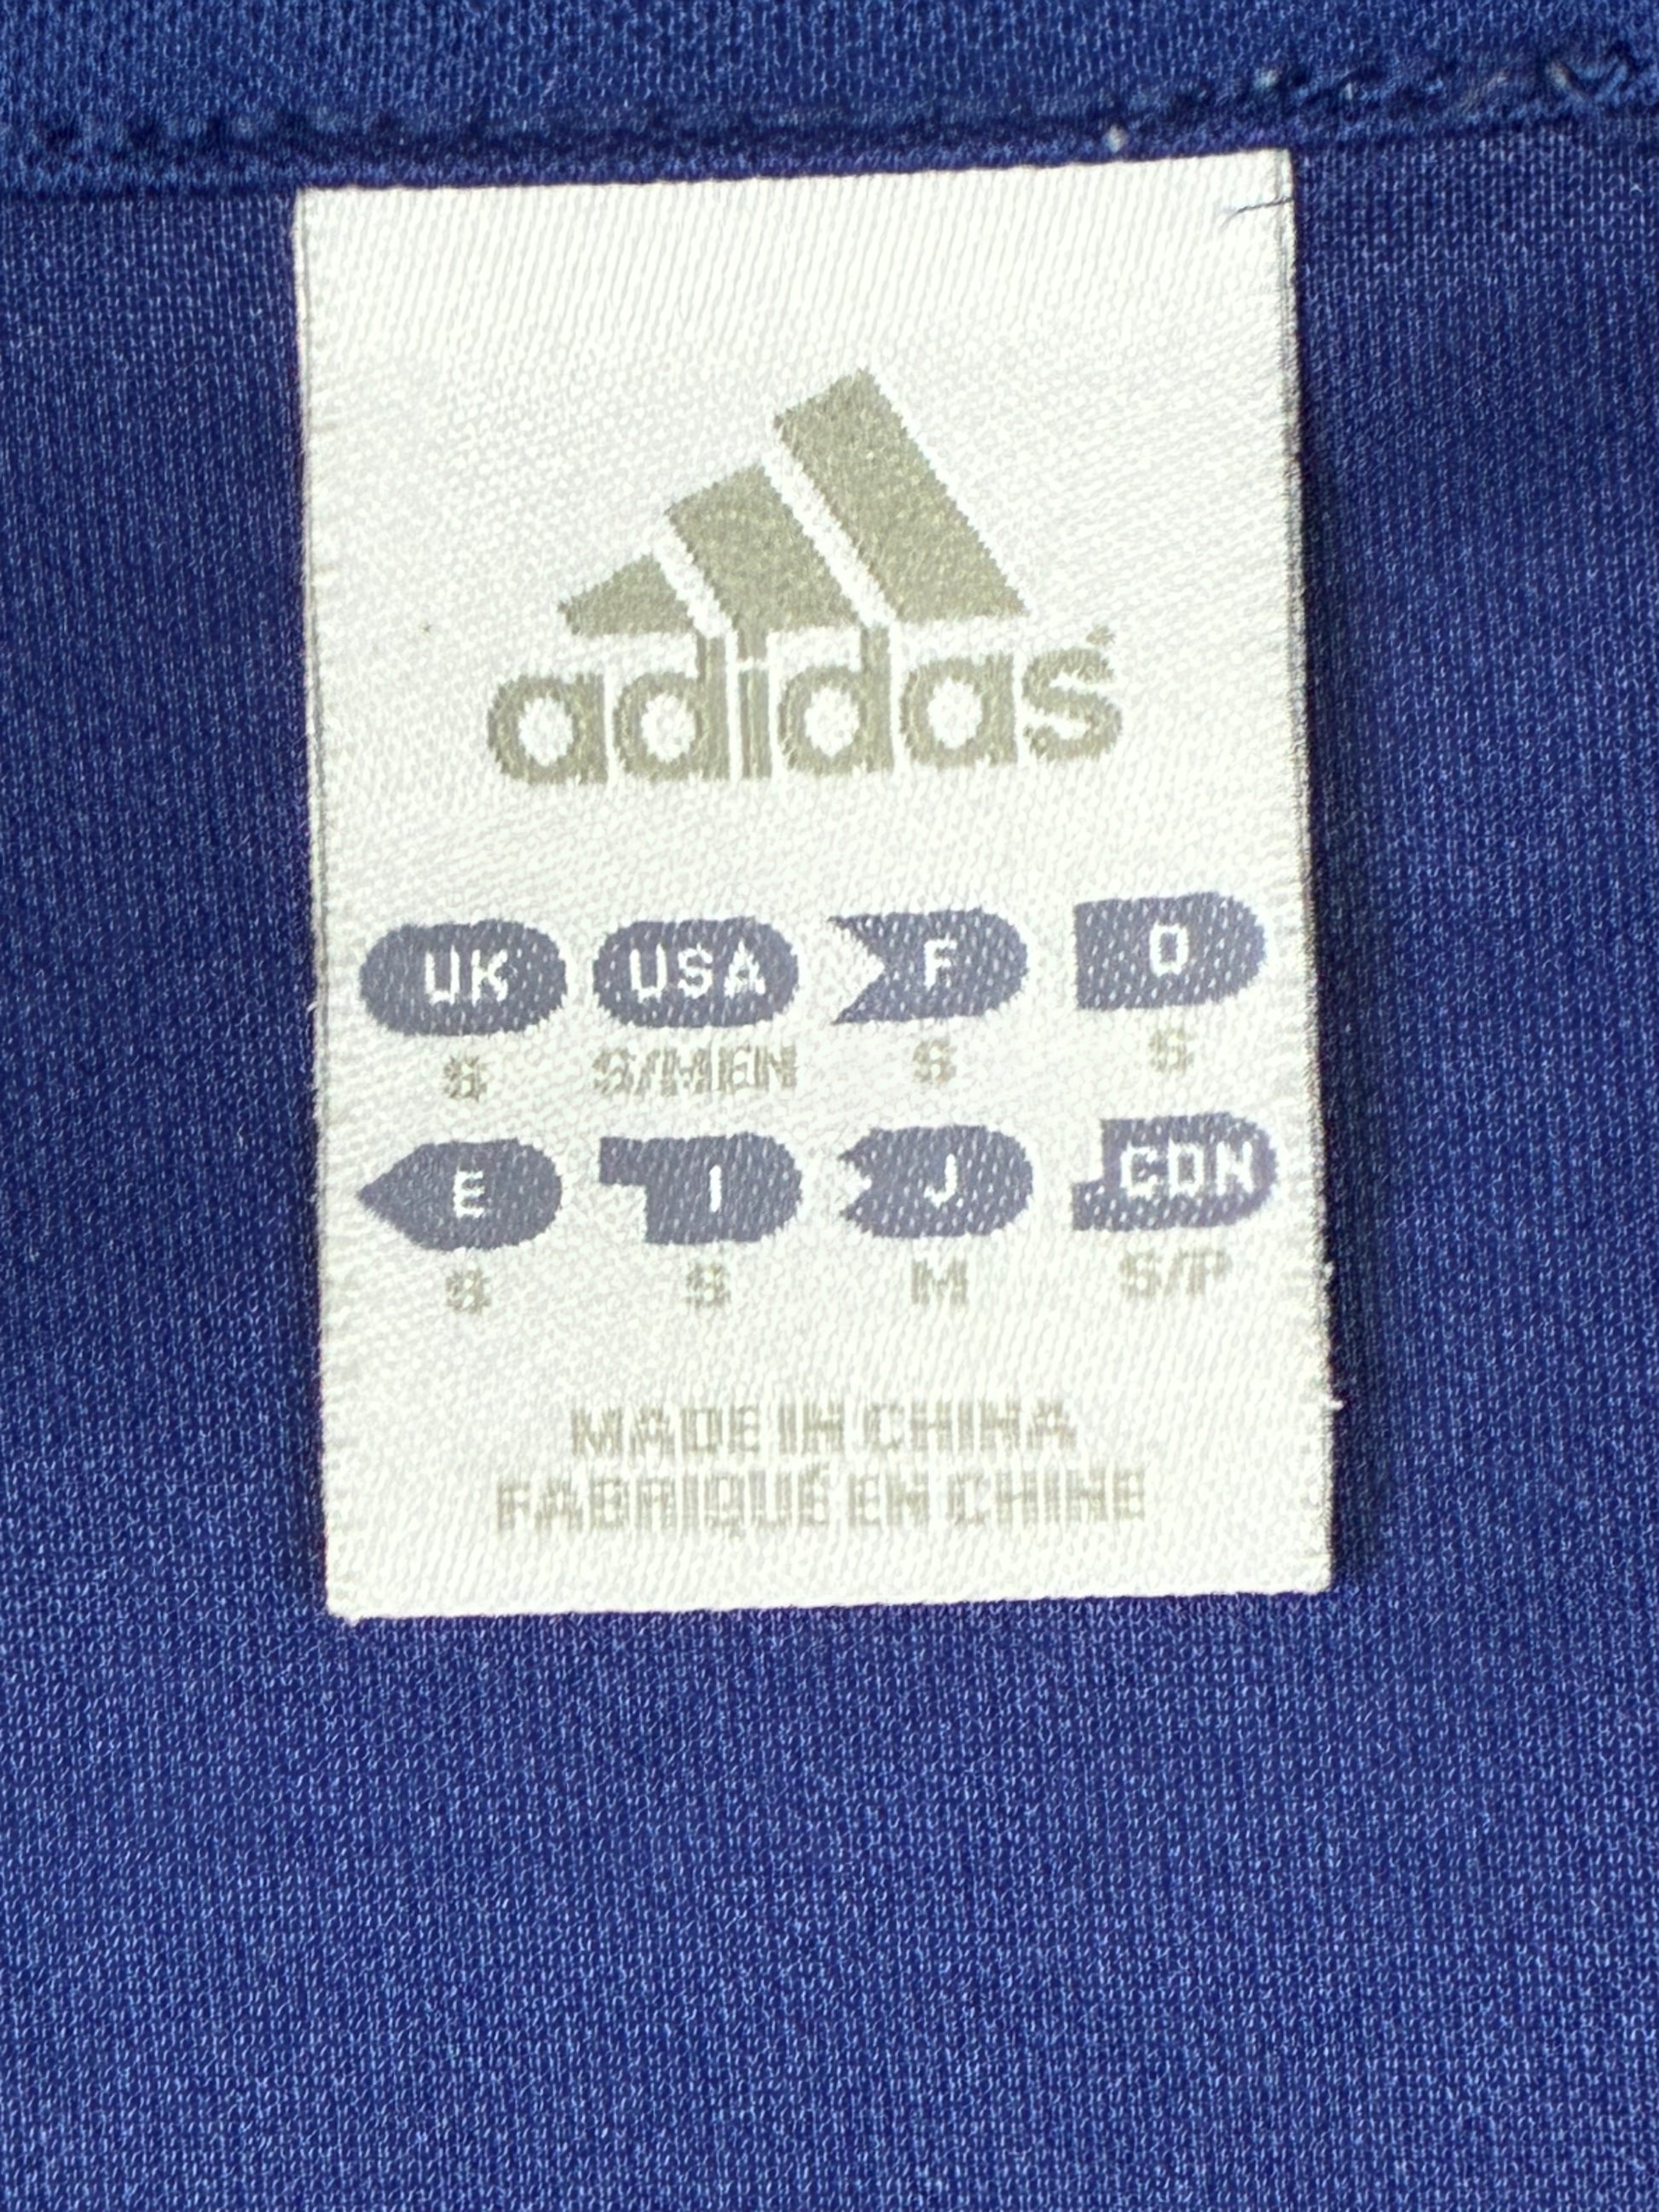 adidas®
UK USA F D
S S/MEN S S
E I J CDN
S S M S/P
MADE IN CHINA
FABRIQUÉ EN CHINE